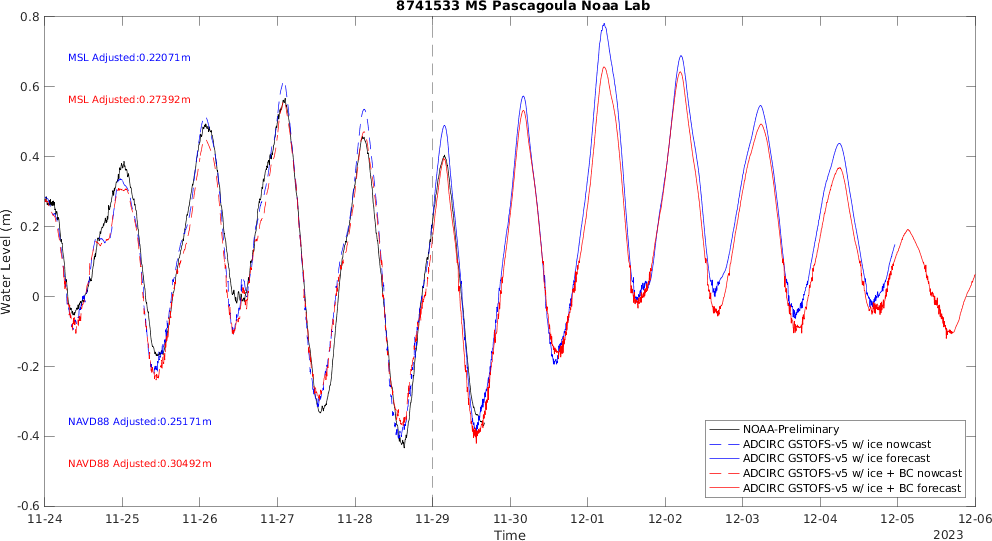 8741533 MS Pascagoula Noaa Lab
0.8
0.6
0.4
0.2
0
-0.2
-0.4
-0.6
Water Level (m)
MSL Adjusted:0.22071m
MSL Adjusted:0.27392m
NAVD88 Adjusted:0.25171m
NAVD88 Adjusted:0.30492m
NOAA-Preliminary
ADCIRC GSTOFS-v5 w/ ice nowcast
ADCIRC GSTOFS-v5 w/ ice forecast
ADCIRC GSTOFS-v5 w/ ice + BC nowcast
ADCIRC GSTOFS-v5 w/ ice + BC forecast
11-24 11-25 11-26 11-27 11-28 11-29 11-30 12-01 12-02 12-03 12-04 12-05 12-06
Time
2023